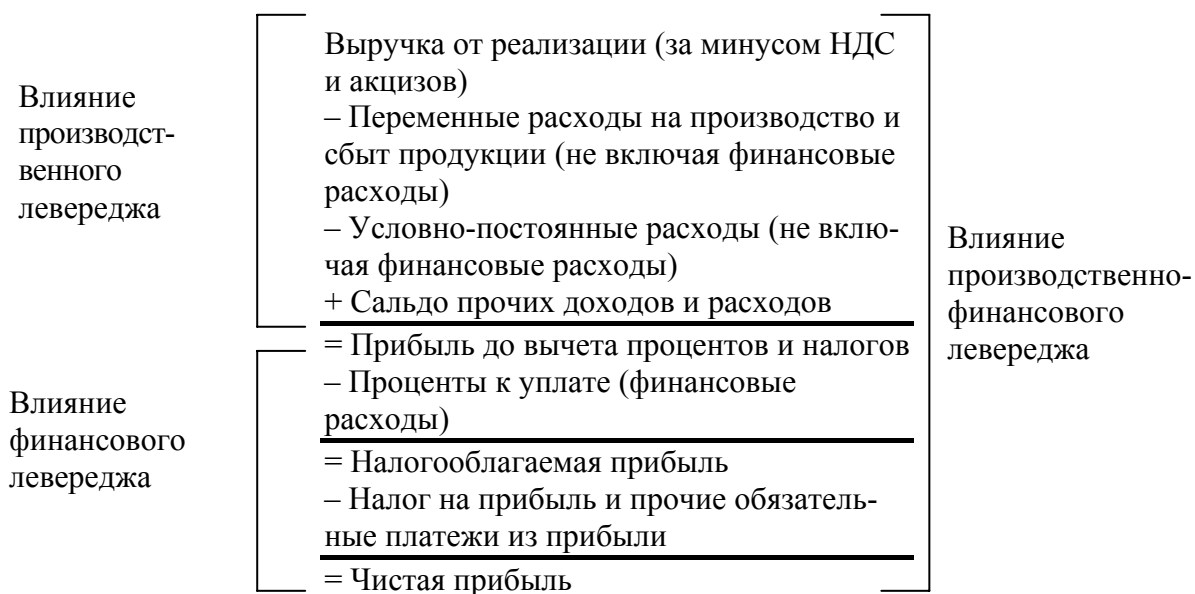 Влияние
производст-
венного
левереджа
Выручка от реализации (за минусом НДС
и акцизов)
– Переменные расходы на производство и
сбыт продукции (не включая финансовые
расходы)
– Условно-постоянные расходы (не вклю-
чая финансовые расходы)
+ Сальдо прочих доходов и расходов
= Прибыль до вычета процентов и налогов
– Проценты к уплате (финансовые
расходы)
= Налогооблагаемая прибыль
– Налог на прибыль и прочие обязатель-
ные платежи из прибыли
= Чистая прибыль
Влияние
финансового
левереджа
Влияние
производственно-
финансового
левереджа